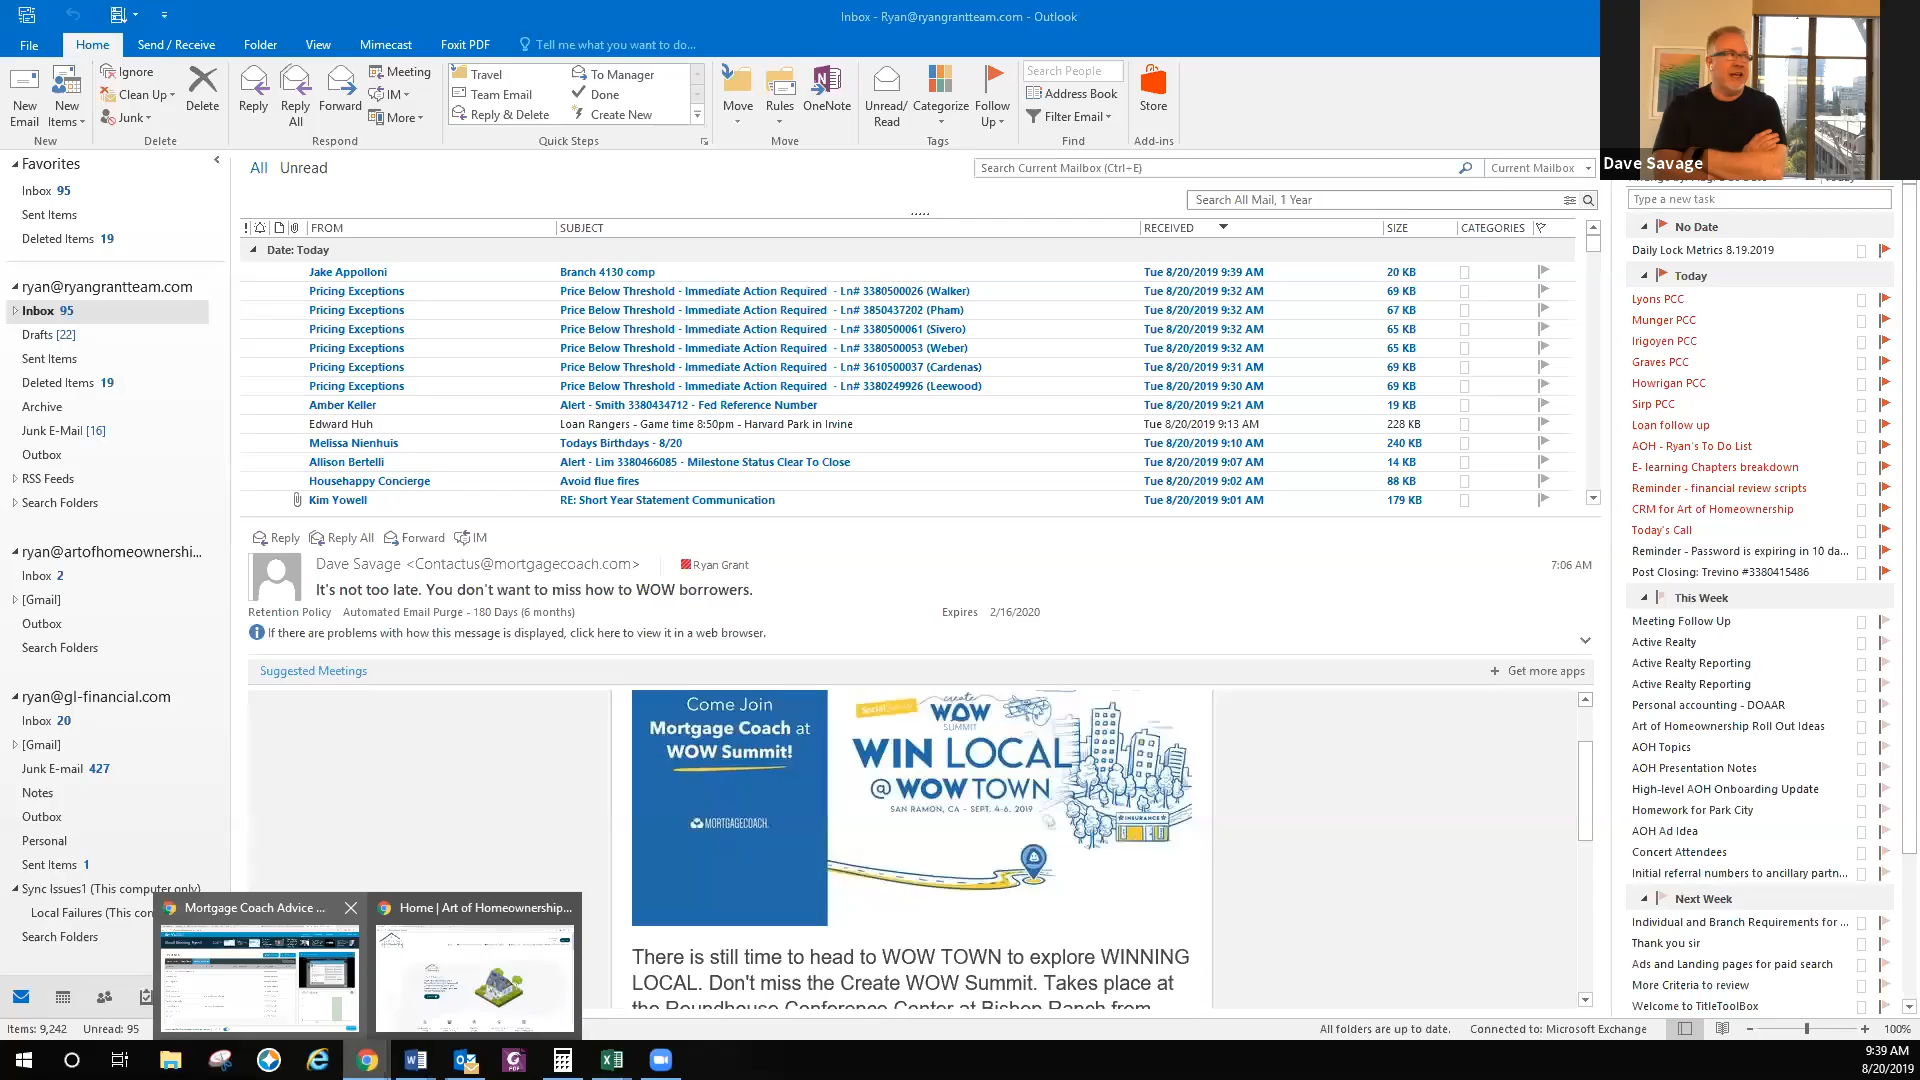 Inbox - Ryan@ryangrantteam.com - Outlook
File
Home
Send / Receive
Folder
View
Mimecast
Foxit PDF
Tell me what you want to do...
New Email
New Items
New
Ignore
Clean Up
Junk
Delete
Delete
Reply
Reply All
Forward
Meeting
IM
More
Respond
Travel
Team Email
Reply & Delete
To Manager
Done
Create New
Quick Steps
Move
Rules
OneNote
Move
Unread/ Read
Categorize
Follow Up
Tags
Search People
Address Book
Filter Email
Find
Store
Add-ins
Dave Savage
Favorites
Inbox 95
Sent Items
Deleted Items 19
ryan@ryangrantteam.com
Inbox 95
Drafts [22]
Sent Items
Deleted Items 19
Archive
Junk E-Mail [16]
Outbox
RSS Feeds
Search Folders
ryan@artofhomeownershi...
Inbox 2
[Gmail]
Outbox
Search Folders
ryan@gl-financial.com
Inbox 20
[Gmail]
Junk E-mail 427
Notes
Outbox
Personal
Sent Items 1
Sync Issues1 (This computer only)
Local Failures (This con
Search Folders
All Unread
Search Current Mailbox (Ctrl+E)
Current Mailbox
Search All Mail, 1 Year
FROM SUBJECT RECEIVED SIZE CATEGORIES
Date: Today
Jake Appolloni Branch 4130 comp Tue 8/20/2019 9:39 AM 20 KB
Pricing Exceptions Price Below Threshold - Immediate Action Required - Ln# 3380500026 (Walker) Tue 8/20/2019 9:32 AM 69 KB
Pricing Exceptions Price Below Threshold - Immediate Action Required - Ln# 3850437202 (Pham) Tue 8/20/2019 9:32 AM 67 KB
Pricing Exceptions Price Below Threshold - Immediate Action Required - Ln# 3380500061 (Sivero) Tue 8/20/2019 9:32 AM 65 KB
Pricing Exceptions Price Below Threshold - Immediate Action Required - Ln# 3380500053 (Weber) Tue 8/20/2019 9:32 AM 65 KB
Pricing Exceptions Price Below Threshold - Immediate Action Required - Ln# 3610500037 (Cardenas) Tue 8/20/2019 9:31 AM 69 KB
Pricing Exceptions Price Below Threshold - Immediate Action Required - Ln# 3380249926 (Leewood) Tue 8/20/2019 9:30 AM 69 KB
Amber Keller Alert - Smith 3380434712 - Fed Reference Number Tue 8/20/2019 9:21 AM 19 KB
Edward Huh Loan Rangers - Game time 8:50pm - Harvard Park in Irvine Tue 8/20/2019 9:13 AM 228 KB
Melissa Nienhuis Todays Birthdays - 8/20 Tue 8/20/2019 9:10 AM 240 KB
Allison Bertelli Alert - Lim 3380466085 - Milestone Status Clear To Close Tue 8/20/2019 9:07 AM 14 KB
Househappy Concierge Avoid flue fires Tue 8/20/2019 9:02 AM 88 KB
Kim Yowell RE: Short Year Statement Communication Tue 8/20/2019 9:01 AM 179 KB
Reply Reply All Forward IM
Dave Savage <Contactus@mortgagecoach.com> Ryan Grant 7:06 AM
It's not too late. You don't want to miss how to WOW borrowers.
Retention Policy Automated Email Purge - 180 Days (6 months) Expires 2/16/2020
If there are problems with how this message is displayed, click here to view it in a web browser.
Suggested Meetings
+ Get more apps
Come Join
Mortgage Coach at
WOW Summit!
MORTGAGECOACH
create
WOW
SUMMIT
WIN LOCAL
@WOWTOWN
SAN RAMON, CA - SEPT. 4-6, 2019
INSURANCE
There is still time to head to WOW TOWN to explore WINNING
LOCAL. Don't miss the Create WOW Summit. Takes place at
the Roundhouse Conference Center at Bishop Ranch from
Type a new task
No Date
Daily Lock Metrics 8.19.2019
Today
Lyons PCC
Munger PCC
Irigoyen PCC
Graves PCC
Howrigan PCC
Sirp PCC
Loan follow up
AOH - Ryan's To Do List
E- learning Chapters breakdown
Reminder - financial review scripts
CRM for Art of Homeownership
Today's Call
Reminder - Password is expiring in 10 da...
Post Closing: Trevino #3380415486
This Week
Meeting Follow Up
Active Realty
Active Realty Reporting
Active Realty Reporting
Personal accounting - DOAAR
Art of Homeownership Roll Out Ideas
AOH Topics
AOH Presentation Notes
High-level AOH Onboarding Update
Homework for Park City
AOH Ad Idea
Concert Attendees
Initial referral numbers to ancillary partn...
Next Week
Individual and Branch Requirements for ...
Thank you sir
Ads and Landing pages for paid search
More Criteria to review
Welcome to TitleToolBox
Mortgage Coach Advice ...
Home | Art of Homeownership...
Items: 9,242 Unread: 95
All folders are up to date. Connected to: Microsoft Exchange 100%
9:39 AM
8/20/2019